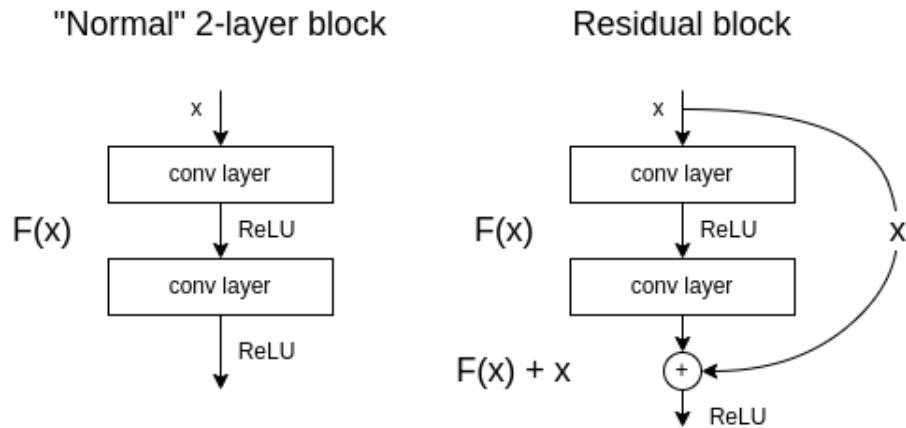 "Normal" 2-layer block
x
conv layer
F(x)
ReLU
conv layer
ReLU
Residual block
x
conv layer
F(x)
ReLU
x
conv layer
F(x) + x
+
ReLU